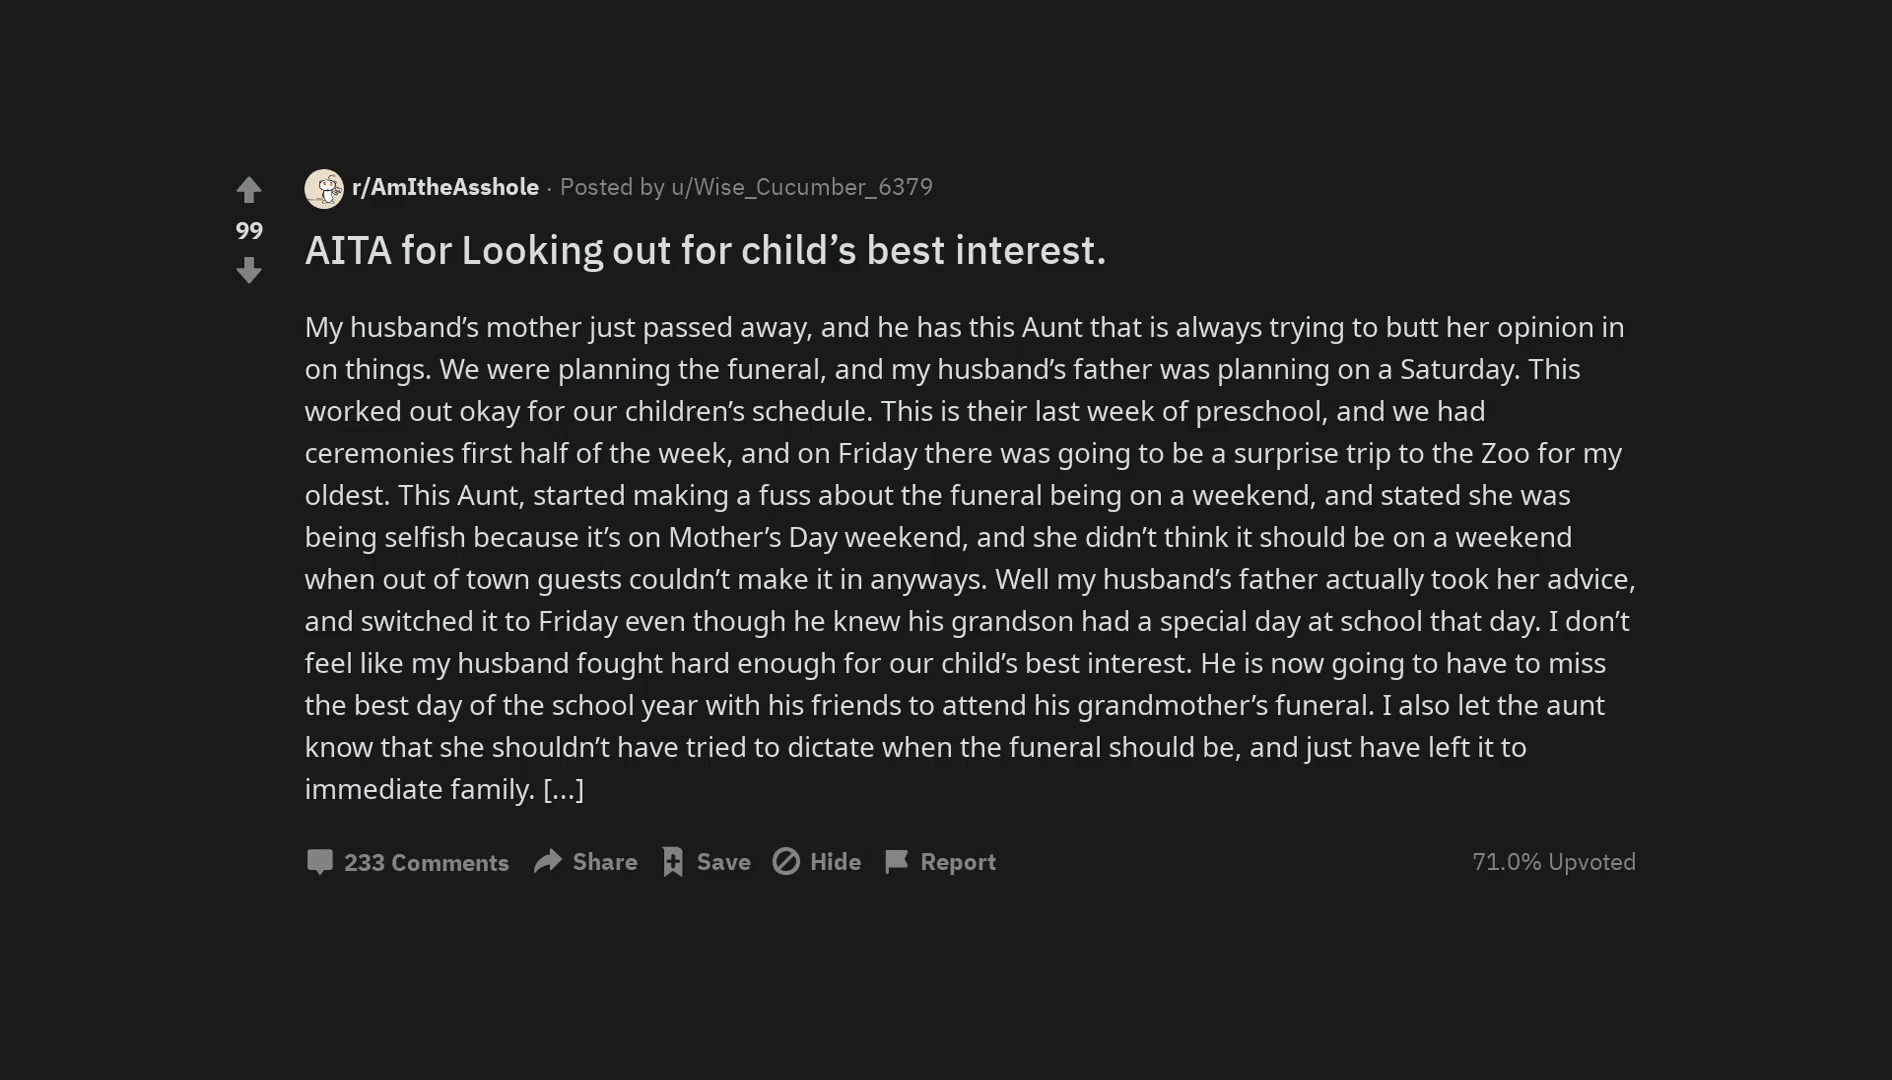 r/AmItheAsshole · Posted by u/Wise_Cucumber_6379
99
AITA for Looking out for child’s best interest.
My husband’s mother just passed away, and he has this Aunt that is always trying to butt her opinion in
on things. We were planning the funeral, and my husband’s father was planning on a Saturday. This
worked out okay for our children’s schedule. This is their last week of preschool, and we had
ceremonies first half of the week, and on Friday there was going to be a surprise trip to the Zoo for my
oldest. This Aunt, started making a fuss about the funeral being on a weekend, and stated she was
being selfish because it’s on Mother’s Day weekend, and she didn’t think it should be on a weekend
when out of town guests couldn’t make it in anyways. Well my husband’s father actually took her advice,
and switched it to Friday even though he knew his grandson had a special day at school that day. I don’t
feel like my husband fought hard enough for our child’s best interest. He is now going to have to miss
the best day of the school year with his friends to attend his grandmother’s funeral. I also let the aunt
know that she shouldn’t have tried to dictate when the funeral should be, and just have left it to
immediate family. [...]
233 Comments Share Save Hide Report 71.0% Upvoted